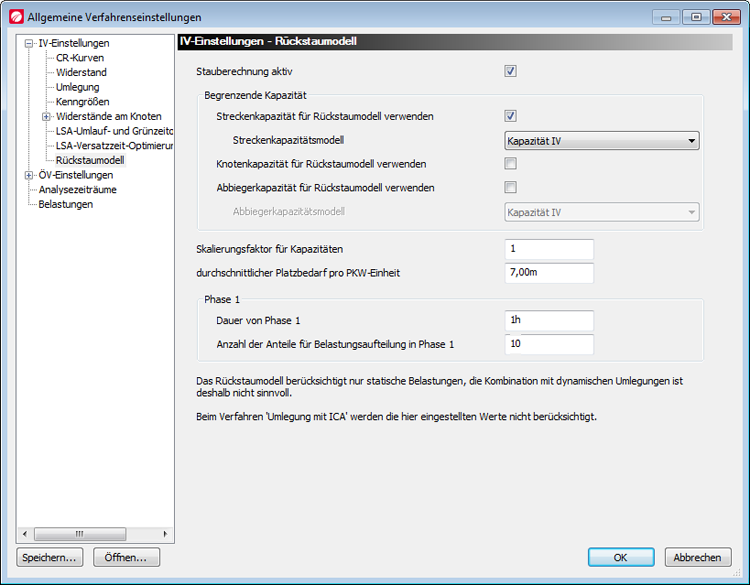 Allgemeine Verfahrenseinstellungen
IV-Einstellungen
CR-Kurven
Widerstand
Umlegung
Kenngrößen
Widerstände am Knoten
LSA-Umlauf- und Grünzeito
LSA-Versatzzeit-Optimierur
Rückstaumodell
ÖV-Einstellungen
Analysezeiträume
Belastungen
IV-Einstellungen - Rückstaumodell
Stauberechnung aktiv
Begrenzende Kapazität
Streckenkapazität für Rückstaumodell verwenden
Streckenkapazitätsmodell
Kapazität IV
Knotenkapazität für Rückstaumodell verwenden
Abbiegerkapazität für Rückstaumodell verwenden
Abbiegerkapazitätsmodell
Kapazität IV
Skalierungsfaktor für Kapazitäten
1
durchschnittlicher Platzbedarf pro PKW-Einheit
7,00m
Phase 1
Dauer von Phase 1
1h
Anzahl der Anteile für Belastungsaufteilung in Phase 1
10
Das Rückstaumodell berücksichtigt nur statische Belastungen, die Kombination mit dynamischen Umlegungen ist
deshalb nicht sinnvoll.
Beim Verfahren 'Umlegung mit ICA' werden die hier eingestellten Werte nicht berücksichtigt.
Speichern...
Öffnen...
OK
Abbrechen